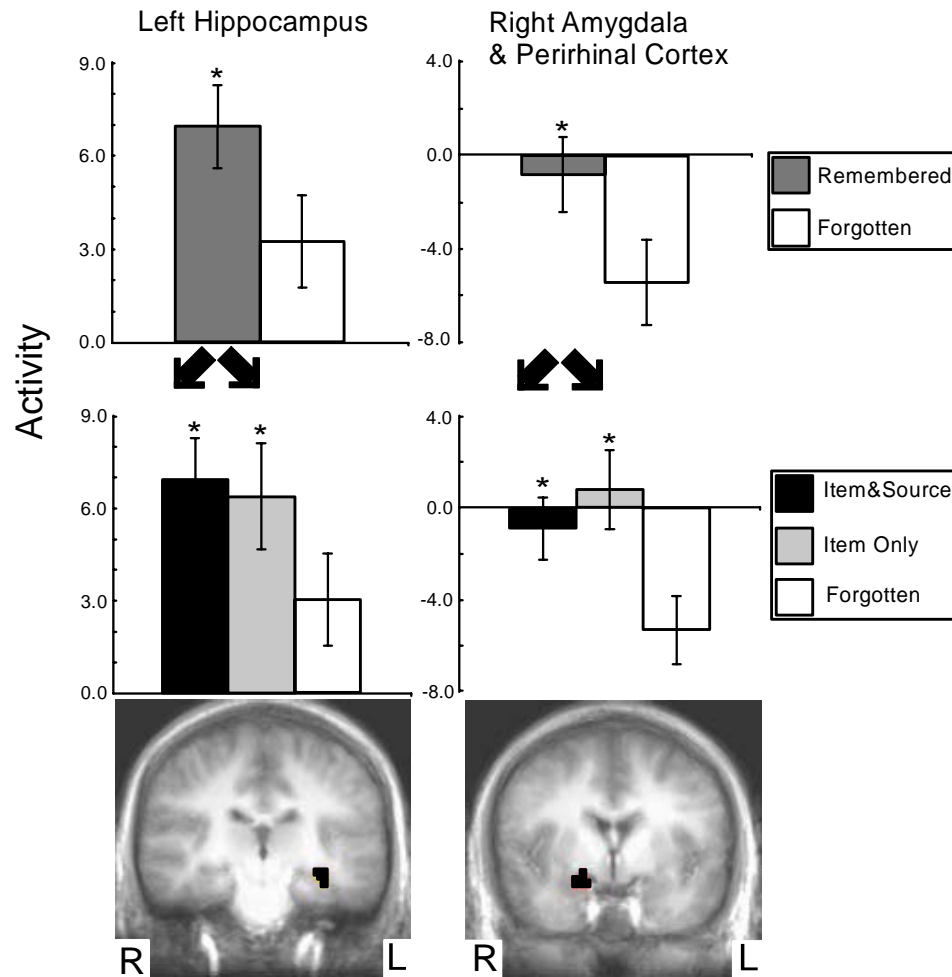 Left Hippocampus
Right Amygdala
& Perirhinal Cortex
Activity
9.0
6.0
3.0
0.0
*
4.0
0.0
-4.0
-8.0
*
Remembered
Forgotten
9.0
6.0
3.0
0.0
*
*
4.0
0.0
-4.0
-8.0
*
*
Item&Source
Item Only
Forgotten
R
L
R
L